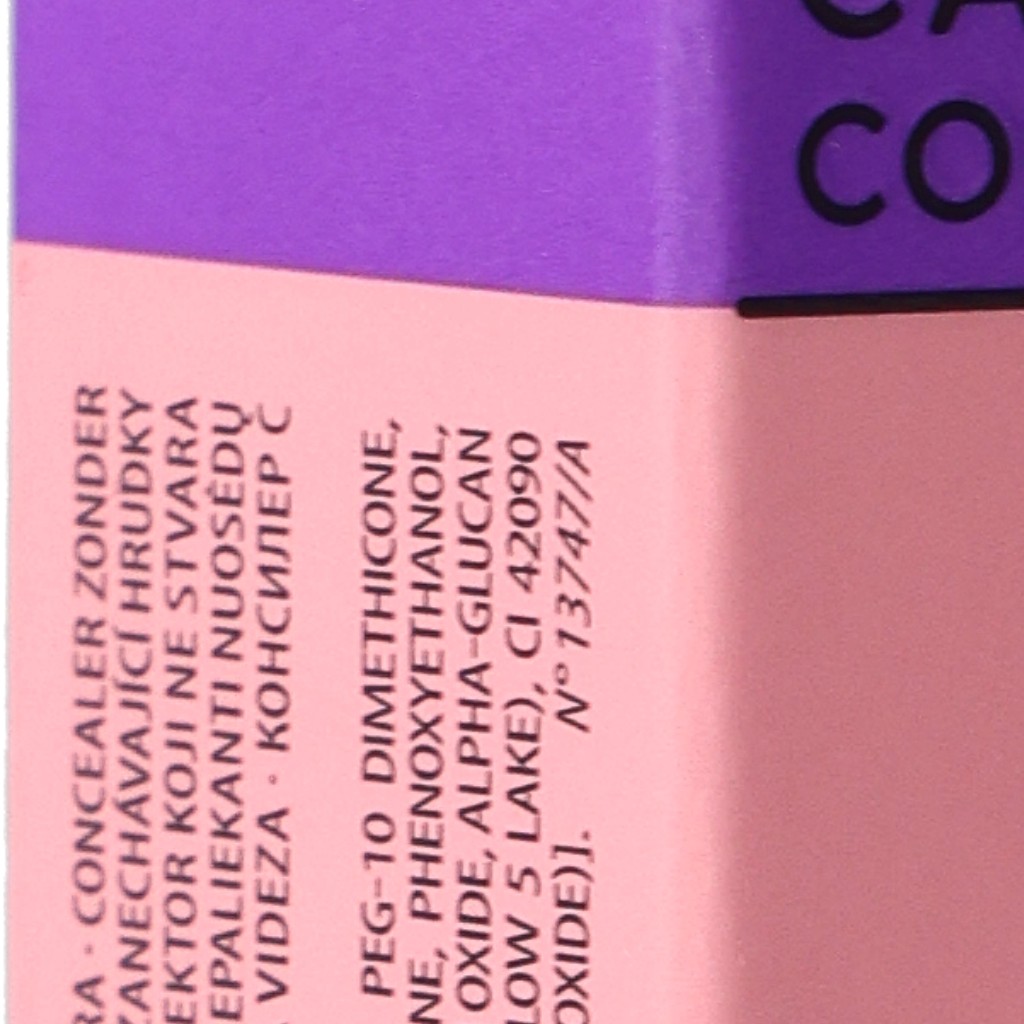 CO
RA · CONCEALER ZONDER
ZANECHÁVAJÍCÍ HRUDKY
EKTOR KOJI NE STVARA
EPALIEKANTI NUOSĖDŲ
VIDEZA · КОНСИЛЕР С
PEG-10 DIMETHICONE,
NE, PHENOXYETHANOL,
OXIDE, ALPHA-GLUCAN
LOW 5 LAKE), CI 42090
OXIDE)]. N° 13747/A